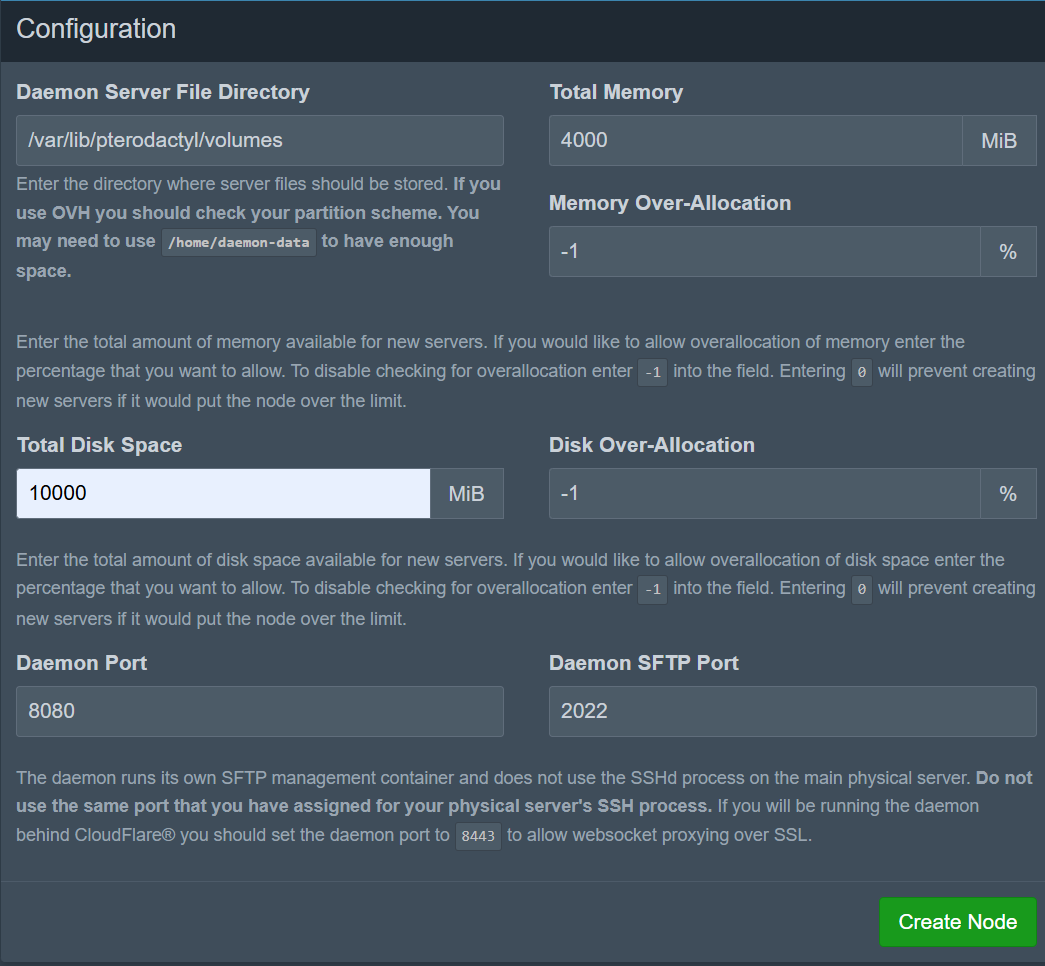 Configuration
Daemon Server File Directory
/var/lib/pterodactyl/volumes
Enter the directory where server files should be stored. If you
use OVH you should check your partition scheme. You
may need to use /home/daemon-data to have enough
space.
Total Memory
4000 MiB
Memory Over-Allocation
-1 %
Enter the total amount of memory available for new servers. If you would like to allow overallocation of memory enter the
percentage that you want to allow. To disable checking for overallocation enter -1 into the field. Entering 0 will prevent creating
new servers if it would put the node over the limit.
Total Disk Space
10000 MiB
Disk Over-Allocation
-1 %
Enter the total amount of disk space available for new servers. If you would like to allow overallocation of disk space enter the
percentage that you want to allow. To disable checking for overallocation enter -1 into the field. Entering 0 will prevent creating
new servers if it would put the node over the limit.
Daemon Port
8080
Daemon SFTP Port
2022
The daemon runs its own SFTP management container and does not use the SSHd process on the main physical server. Do not
use the same port that you have assigned for your physical server's SSH process. If you will be running the daemon
behind CloudFlare® you should set the daemon port to 8443 to allow websocket proxying over SSL.
Create Node